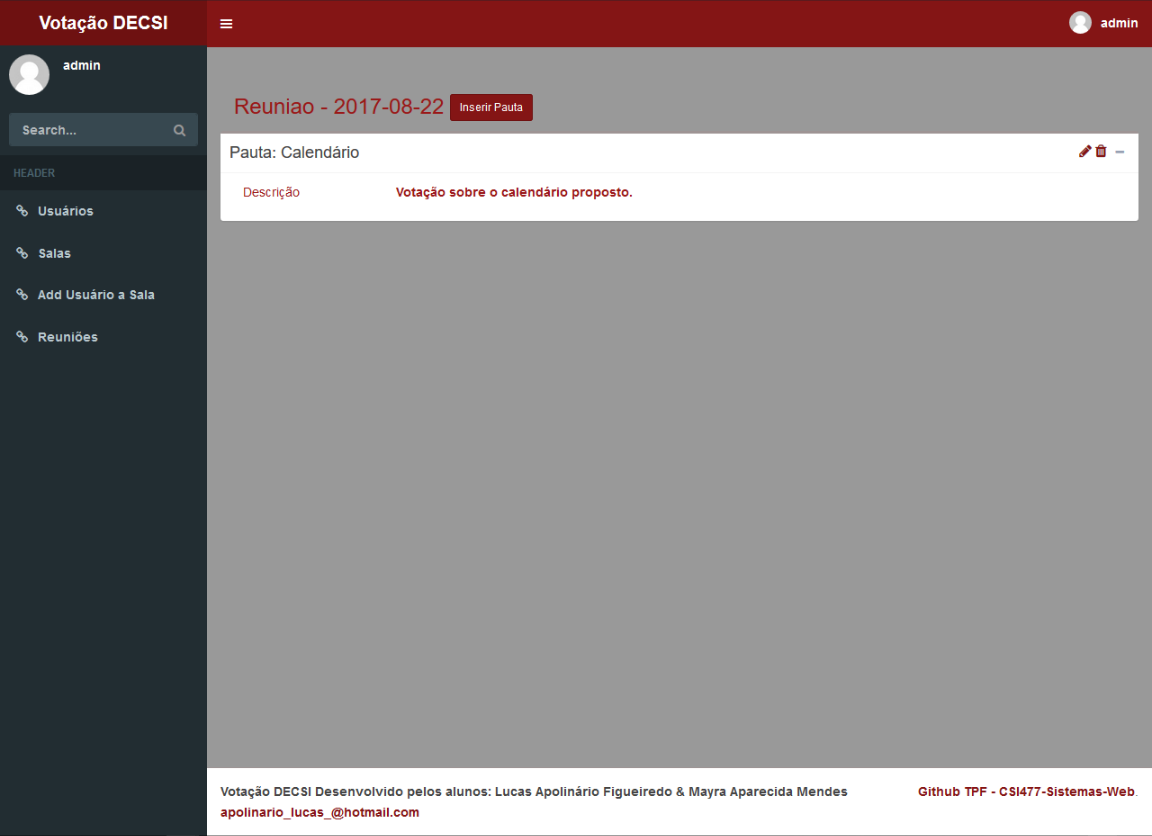 Votação DECSI
admin
admin
Search...
HEADER
Usuários
Salas
Add Usuário a Sala
Reuniões
Reuniao - 2017-08-22 Inserir Pauta
Pauta: Calendário
Descrição Votação sobre o calendário proposto.
Votação DECSI Desenvolvido pelos alunos: Lucas Apolinário Figueiredo & Mayra Aparecida Mendes
apolinario_lucas_@hotmail.com
Github TPF - CSI477-Sistemas-Web.